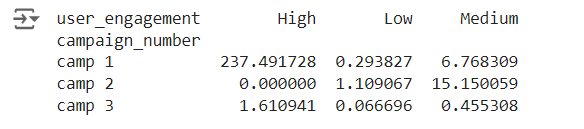 user_engagement High Low Medium
campaign_number
camp 1 237.491728 0.293827 6.768309
camp 2 0.000000 1.109067 15.150059
camp 3 1.610941 0.066696 0.455308